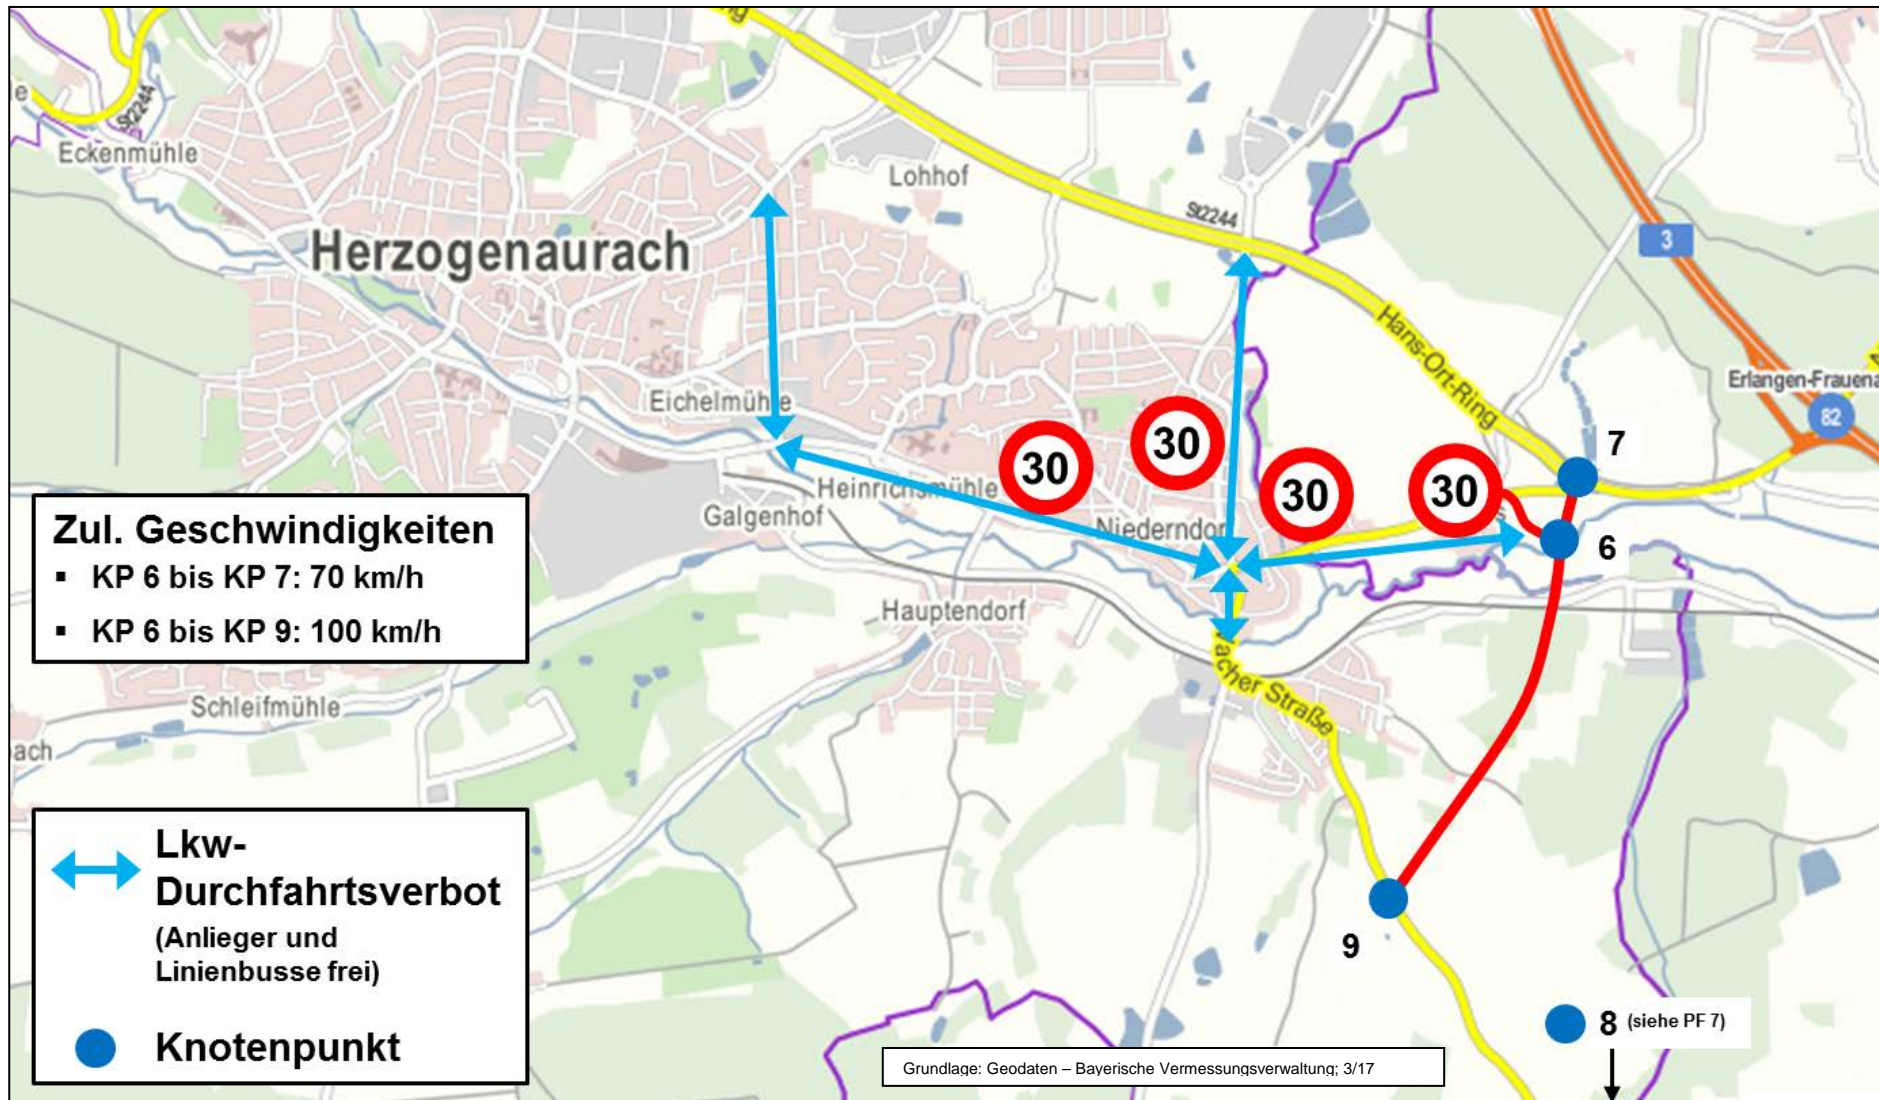 St2244
e
Eckenmühle
Herzogenaurach
Lohhof
St2244
3
Hans-Ort-Ring
Erlangen-Frauena
82
Eichelmühle
30
30
30
30
7
6
Heinrichsmühle
Galgenhof
Niederndorf
Hauptendorf
Zul. Geschwindigkeiten
▪ KP 6 bis KP 7: 70 km/h
▪ KP 6 bis KP 9: 100 km/h
Schleifmühle
bach
Vacher Straße
9
Lkw-
Durchfahrtsverbot
(Anlieger und
Linienbusse frei)
Knotenpunkt
8 (siehe PF 7)
Grundlage: Geodaten – Bayerische Vermessungsverwaltung; 3/17